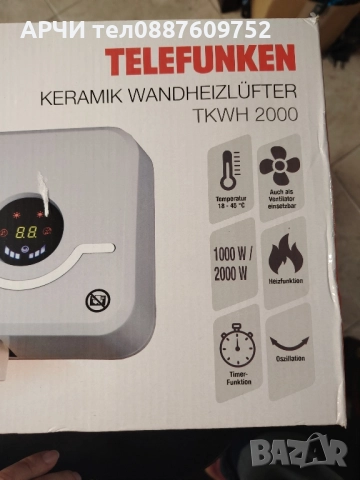 АРЧИ тел0887609752
TELEFUNKEN
KERAMIK WANDHEIZLÜFTER
TKWH 2000
Temperatur
18 - 45 °C
Auch als
Ventilator
einsetzbar
1000 W /
2000 W
Heizfunktion
Timer-
Funktion
Oszillation
88
BAZAR